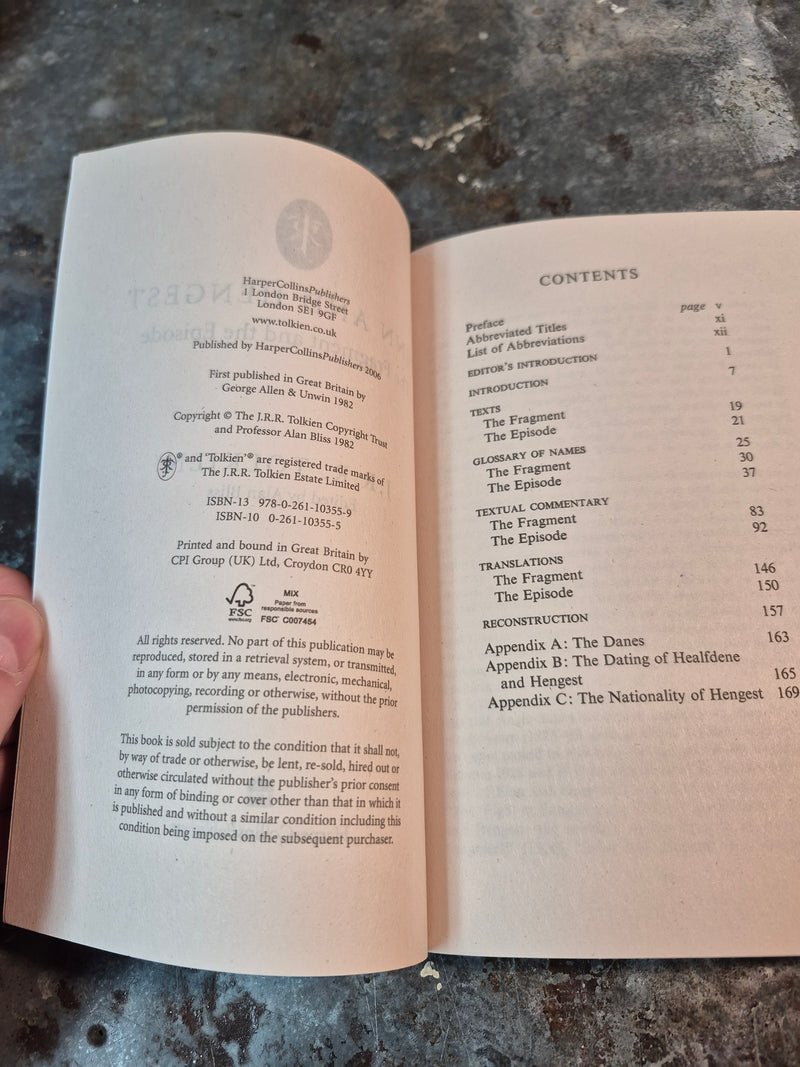 HarperCollinsPublishers
1 London Bridge Street
London SE1 9GF
www.tolkien.co.uk
Published by HarperCollinsPublishers 2006
First published in Great Britain by
George Allen & Unwin 1982
Copyright © The J.R.R. Tolkien Copyright Trust
and Professor Alan Bliss 1982
® and 'Tolkien'® are registered trade marks of
The J.R.R. Tolkien Estate Limited
ISBN-13 978-0-261-10355-9
ISBN-10 0-261-10355-5
Printed and bound in Great Britain by
CPI Group (UK) Ltd, Croydon CR0 4YY
FSC
www.fsc.org
MIX
Paper from
responsible sources
FSC® C007454
All rights reserved. No part of this publication may be
reproduced, stored in a retrieval system, or transmitted,
in any form or by any means, electronic, mechanical,
photocopying, recording or otherwise, without the prior
permission of the publishers.
This book is sold subject to the condition that it shall not,
by way of trade or otherwise, be lent, re-sold, hired out or
otherwise circulated without the publisher's prior consent
in any form of binding or cover other than that in which it
is published and without a similar condition including this
condition being imposed on the subsequent purchaser.
CONTENTS
Preface page v
Abbreviated Titles xi
List of Abbreviations xii
EDITOR'S INTRODUCTION 1
INTRODUCTION 7
TEXTS
The Fragment 19
The Episode 21
GLOSSARY OF NAMES 25
The Fragment 30
The Episode 37
TEXTUAL COMMENTARY
The Fragment 83
The Episode 92
TRANSLATIONS
The Fragment 146
The Episode 150
RECONSTRUCTION 157
Appendix A: The Danes 163
Appendix B: The Dating of Healfdene
and Hengest 165
Appendix C: The Nationality of Hengest 169